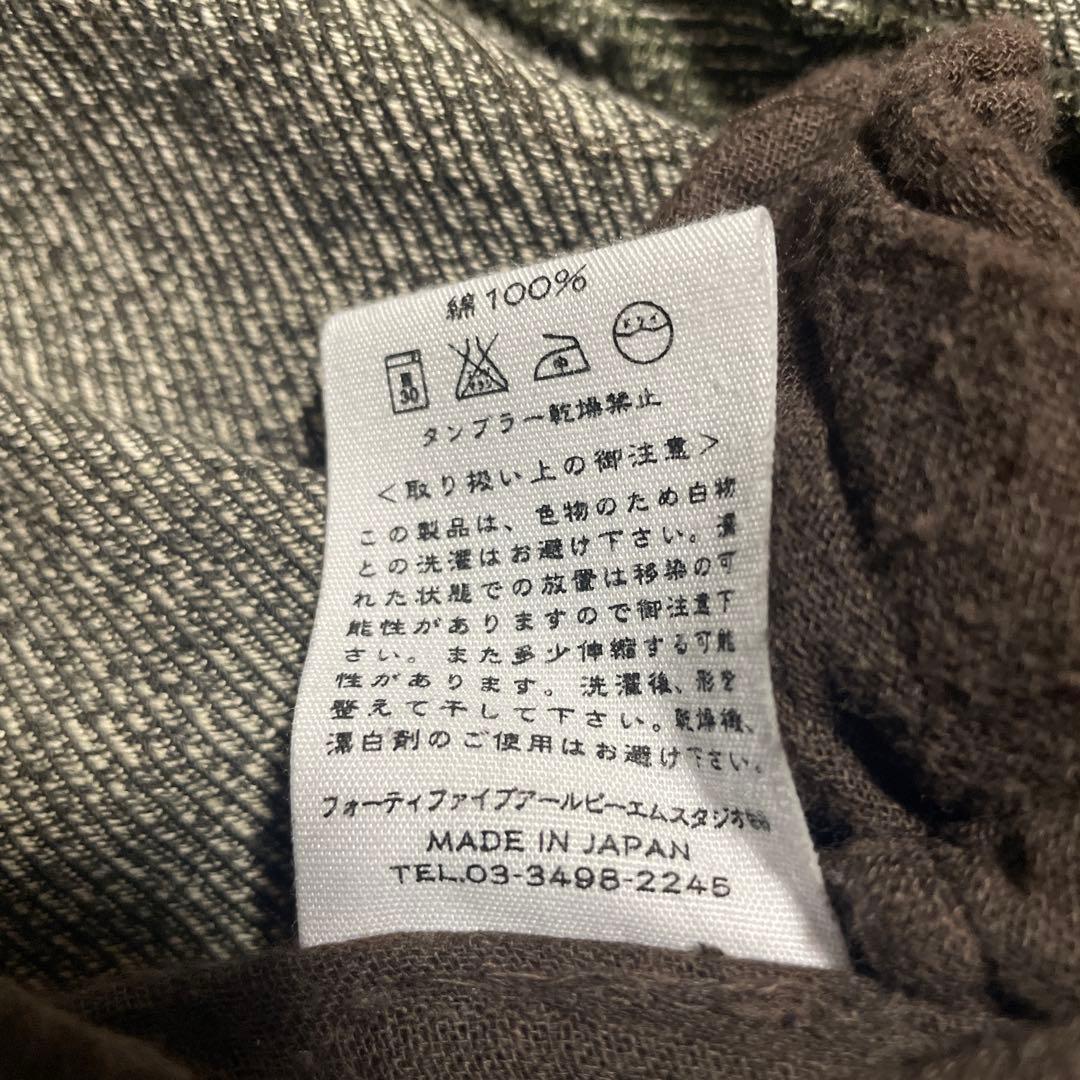 綿100%
30
ドライ
中
タンブラー乾燥禁止
＜取り扱い上の御注意＞
この製品は、色物のため白物
との洗濯はお避け下さい。濡
れた状態での放置は移染の可
能性がありますので御注意下
さい。また多少伸縮する可能
性があります。洗濯後、形を
整えて干して下さい。乾燥機、
漂白剤のご使用はお避け下さい。
フォーティファイブアールピーエムスタジオ
MADE IN JAPAN
TEL.03-3498-2245